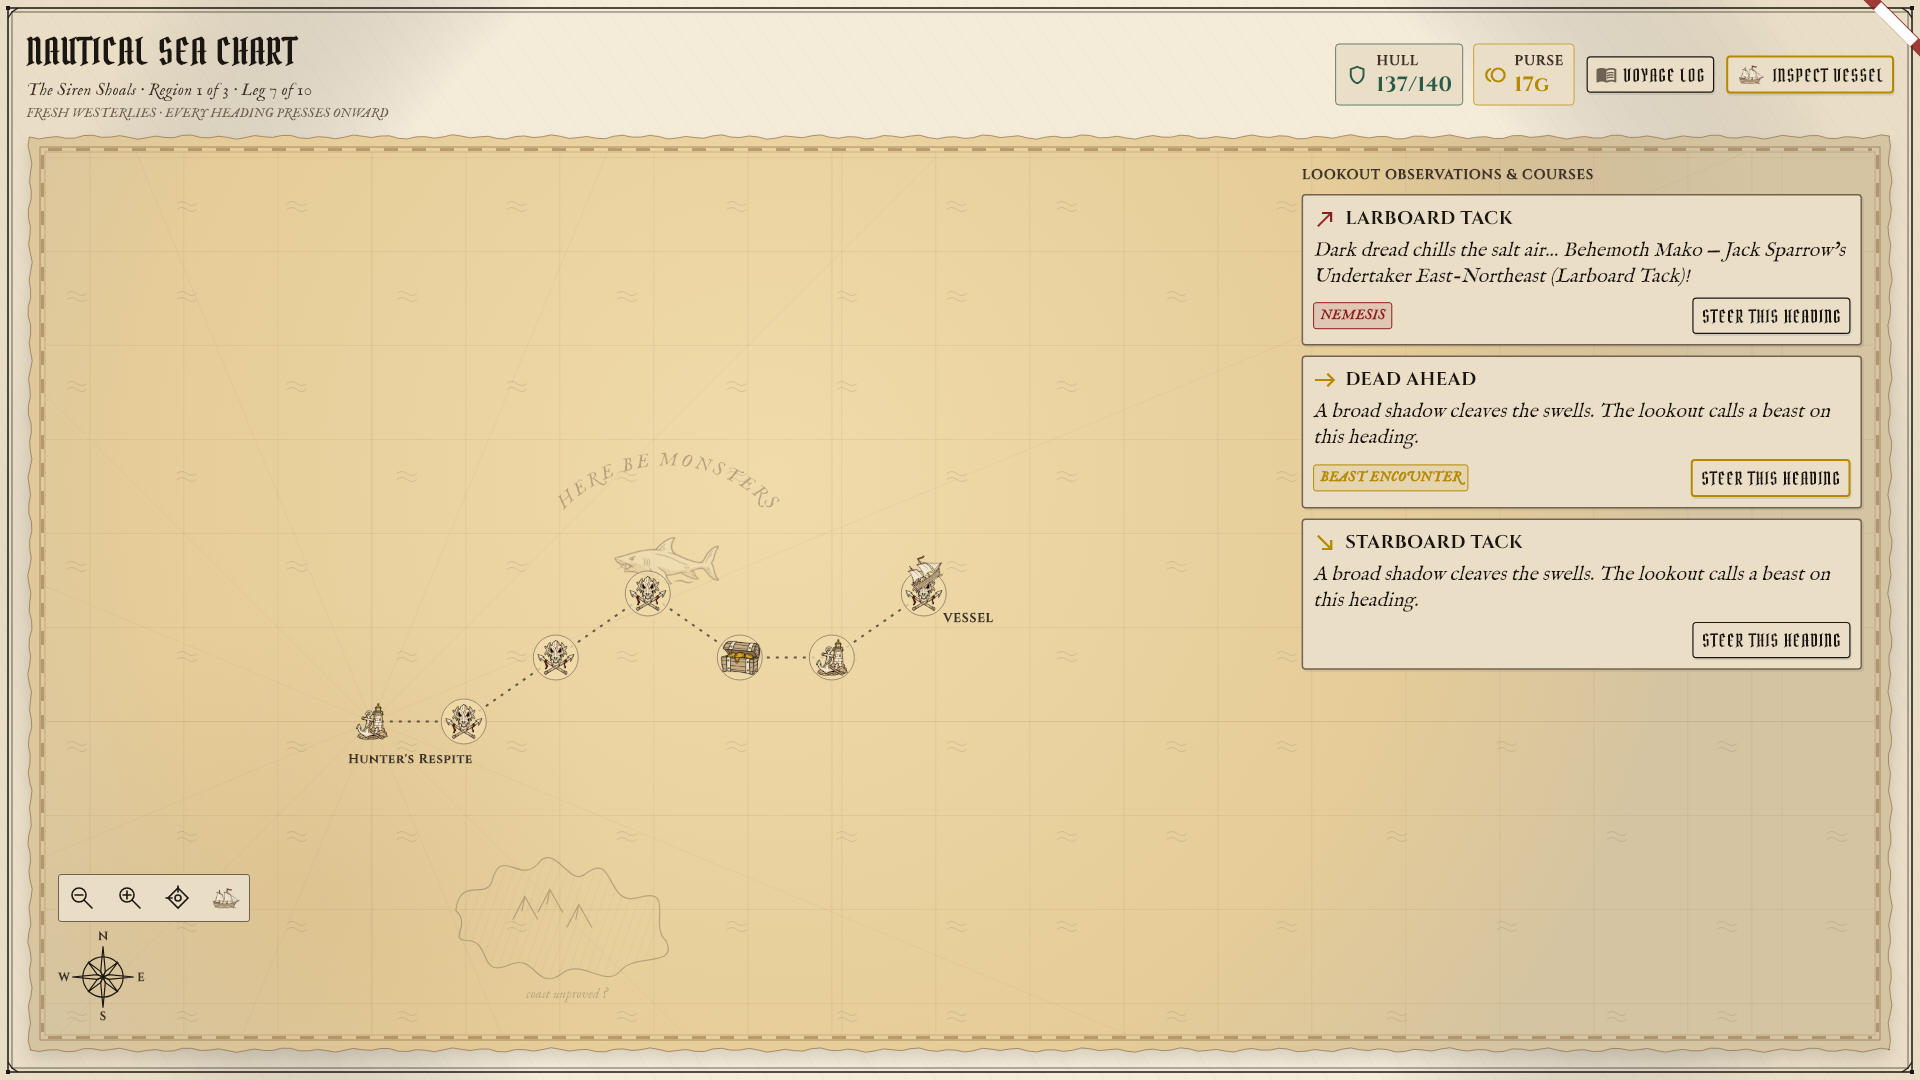 NAUTICAL SEA CHART
The Siren Shoals · Region 1 of 3 · Leg 7 of 10
FRESH WESTERLIES · EVERY HEADING PRESSES ONWARD
HULL
137/140
PURSE
17G
VOYAGE LOG
INSPECT VESSEL
LOOKOUT OBSERVATIONS & COURSES
LARBOARD TACK
Dark dread chills the salt air... Behemoth Mako — Jack Sparrow's
Undertaker East-Northeast (Larboard Tack)!
NEMESIS
STEER THIS HEADING
DEAD AHEAD
A broad shadow cleaves the swells. The lookout calls a beast on
this heading.
BEAST ENCOUNTER
STEER THIS HEADING
STARBOARD TACK
A broad shadow cleaves the swells. The lookout calls a beast on
this heading.
STEER THIS HEADING
HERE BE MONSTERS
VESSEL
HUNTER'S RESPITE
coast unproved ?
N
W
E
S